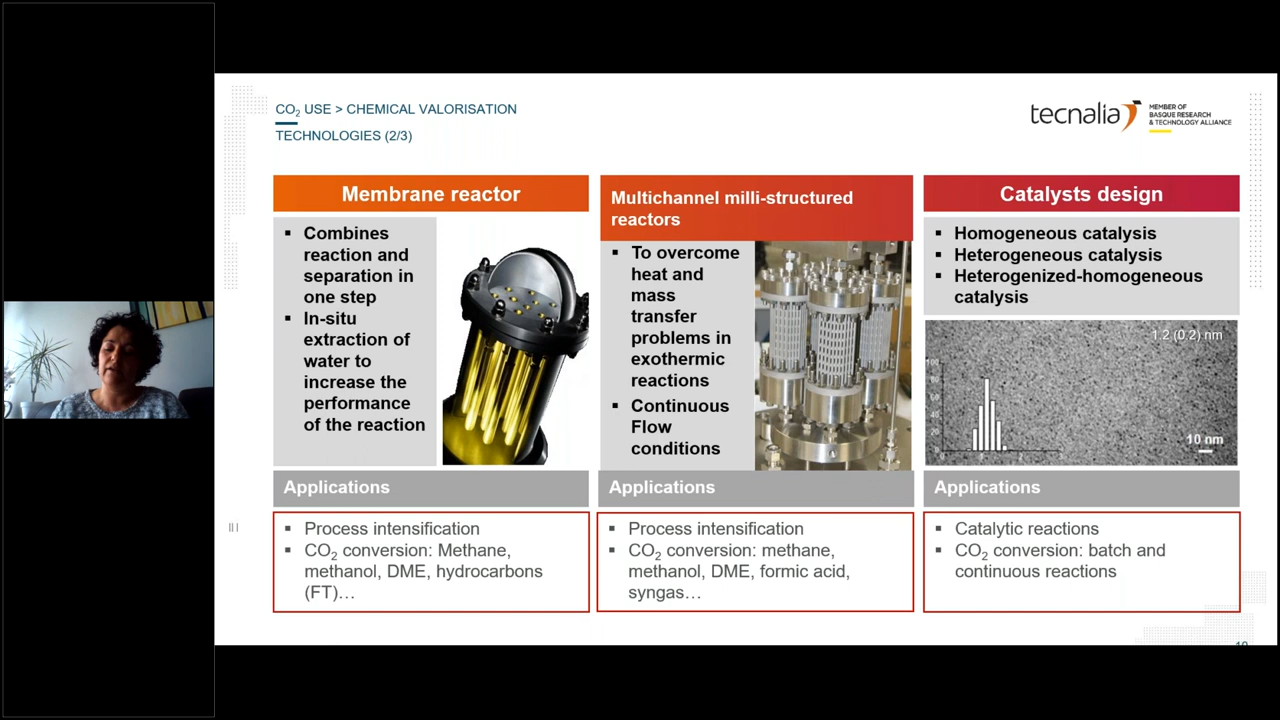 CO2 USE > CHEMICAL VALORISATION
TECHNOLOGIES (2/3)
tecnalia
MEMBER OF
BASQUE RESEARCH
& TECHNOLOGY ALLIANCE
Membrane reactor
▪ Combines
reaction and
separation in
one step
▪ In-situ
extraction of
water to
increase the
performance
of the reaction
Applications
▪ Process intensification
▪ CO2 conversion: Methane,
methanol, DME, hydrocarbons
(FT)…
Multichannel milli-structured
reactors
▪ To overcome
heat and
mass
transfer
problems in
exothermic
reactions
▪ Continuous
Flow
conditions
Applications
▪ Process intensification
▪ CO2 conversion: methane,
methanol, DME, formic acid,
syngas…
Catalysts design
▪ Homogeneous catalysis
▪ Heterogeneous catalysis
▪ Heterogenized-homogeneous
catalysis
1.2 (0.2) nm
10 nm
Applications
▪ Catalytic reactions
▪ CO2 conversion: batch and
continuous reactions